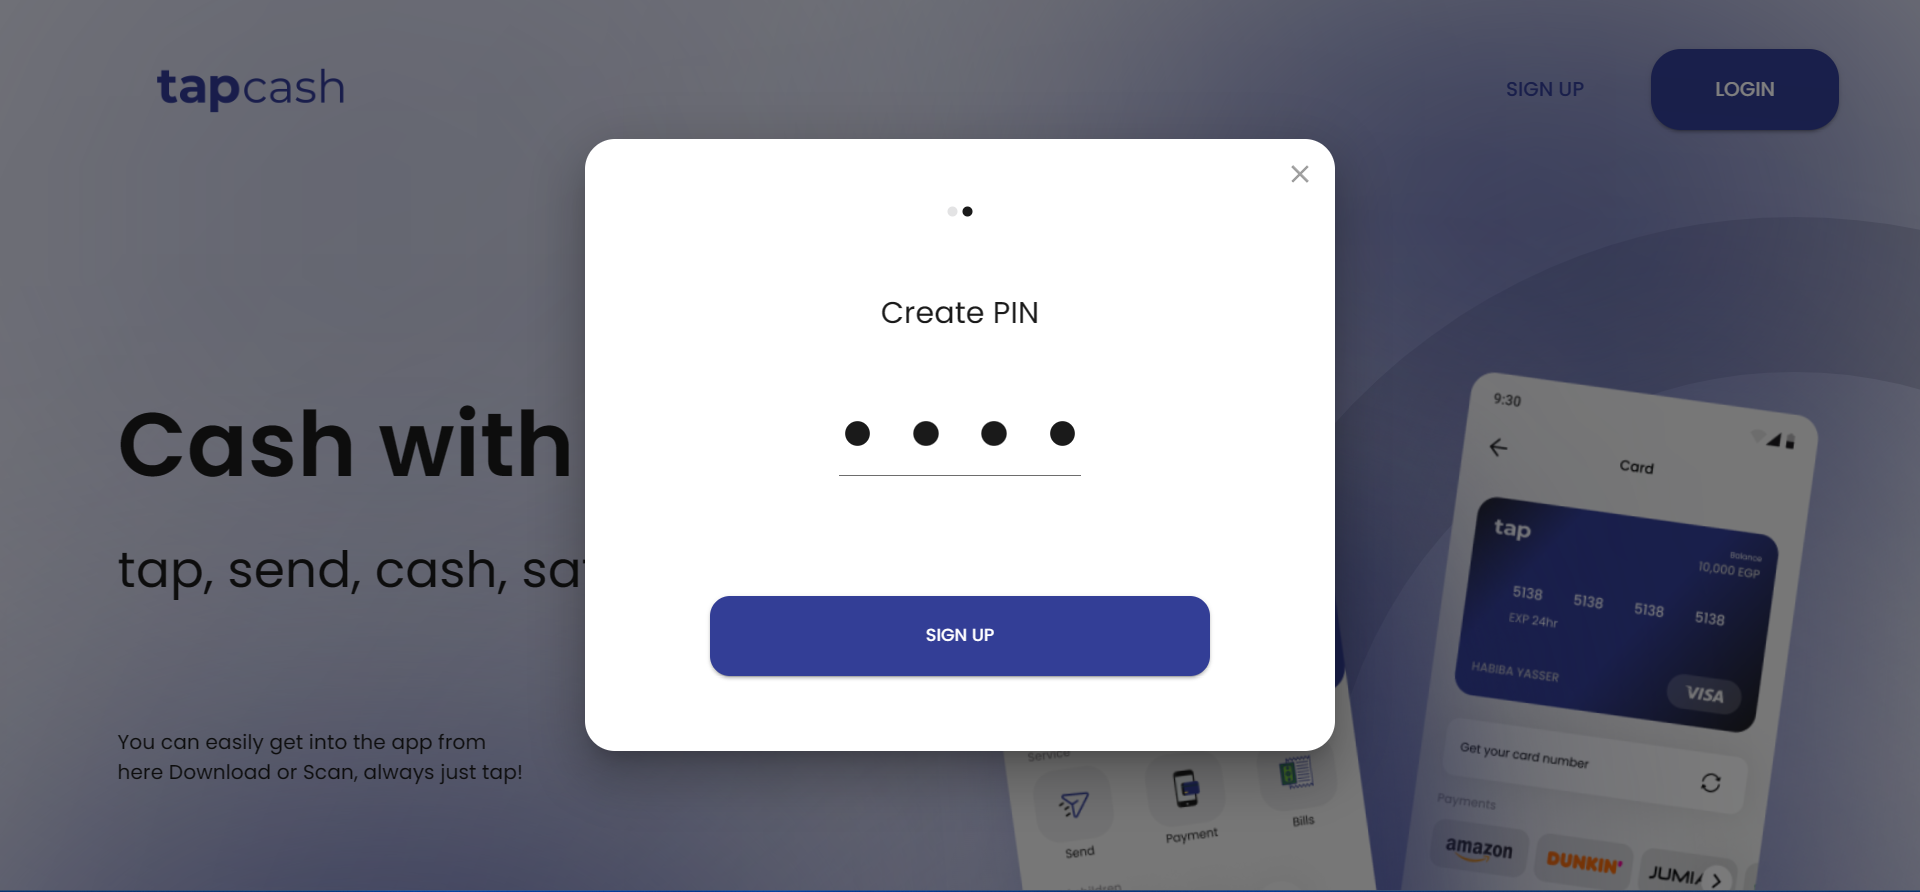 tapcash
SIGN UP
LOGIN
Create PIN
SIGN UP
Cash with
tap, send, cash,
You can easily get into the app from
here Download or Scan, always just tap!
Service
Send
Payment
Bills
9:30
Card
tap
Balance
10,000 EGP
5138 5138 5138 5138
EXP 24hr
HABIBA YASSER
VISA
Get your card number
Payments
amazon
DUNKIN'